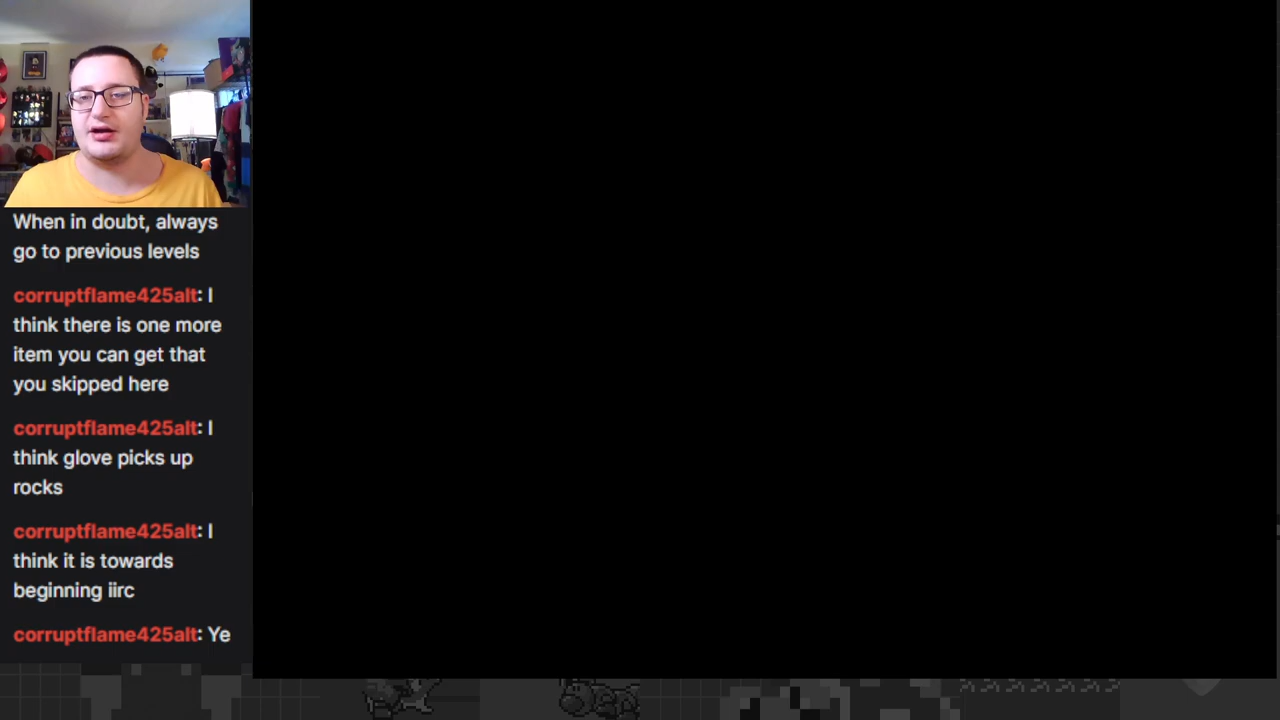 When in doubt, always
go to previous levels
corruptflame425alt: I
think there is one more
item you can get that
you skipped here
corruptflame425alt: I
think glove picks up
rocks
corruptflame425alt: I
think it is towards
beginning iirc
corruptflame425alt: Ye